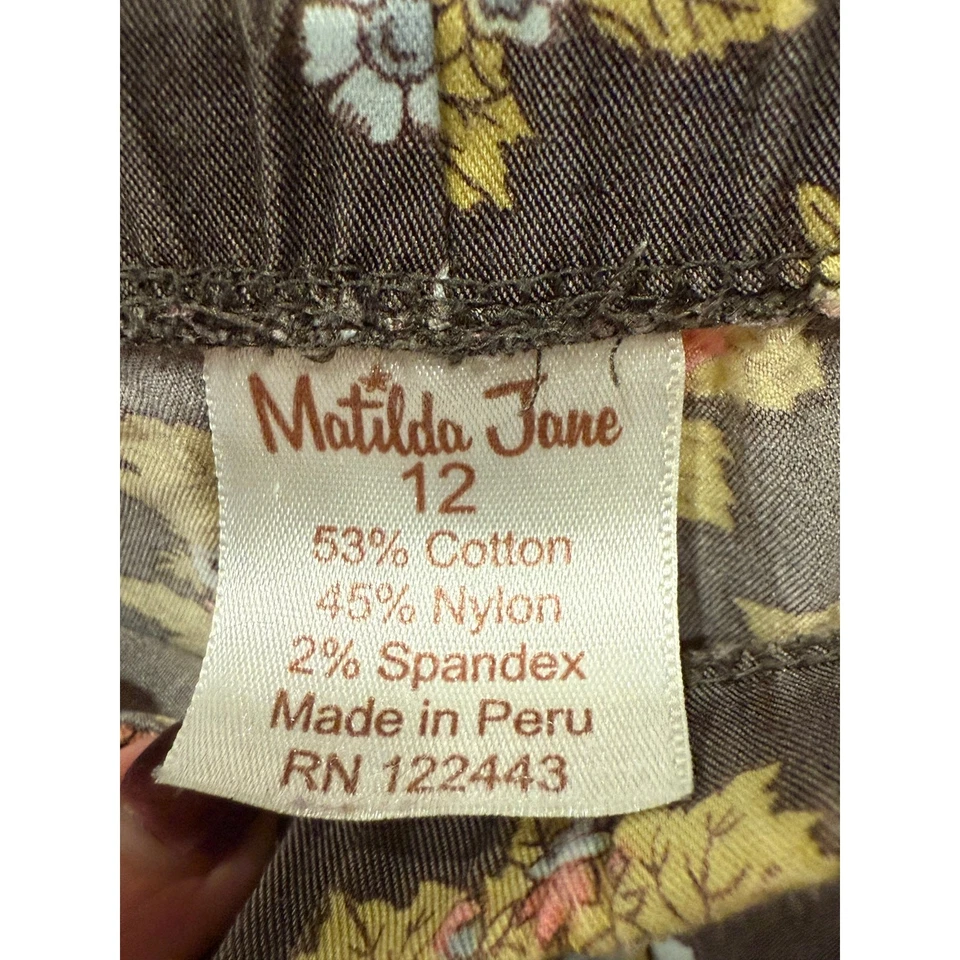 Matilda Jane
12
53% Cotton
45% Nylon
2% Spandex
Made in Peru
RN 122443